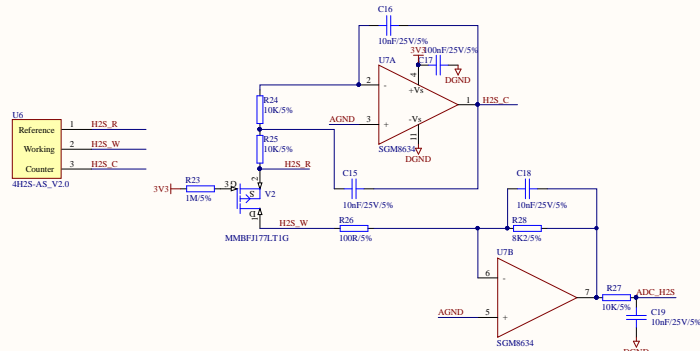 C16
10nF/25V/5%
U7A
3V3
100nF/25V/5%
C17
DGND
4
+Vs
2
-
1
H2S_C
AGND
3
+
-Vs
11
SGM8634
DGND
R24
10K/5%
R25
10K/5%
H2S_R
U6
Reference
1
H2S_R
Working
2
H2S_W
Counter
3
H2S_C
4H2S-AS_V2.0
3V3
R23
1M/5%
3
G
2
S
D
1
V2
MMBFJ177LT1G
C15
10nF/25V/5%
C18
10nF/25V/5%
H2S_W
R26
100R/5%
R28
8K2/5%
U7B
6
-
7
R27
10K/5%
ADC_H2S
AGND
5
+
SGM8634
C19
10nF/25V/5%
DGND